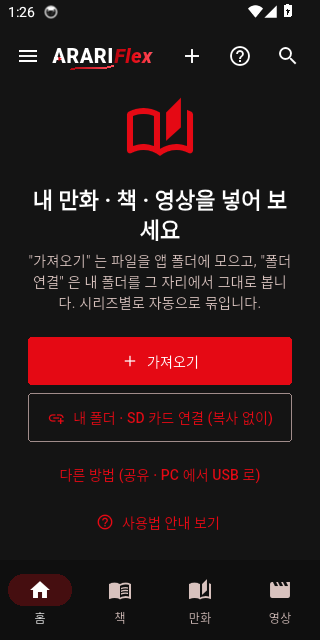 1:26
ARARIFlex
내 만화 · 책 · 영상을 넣어 보
세요
"가져오기" 는 파일을 앱 폴더에 모으고, "폴더
연결" 은 내 폴더를 그 자리에서 그대로 봅니
다. 시리즈별로 자동으로 묶입니다.
가져오기
내 폴더 · SD 카드 연결 (복사 없이)
다른 방법 (공유 · PC 에서 USB 로)
사용법 안내 보기
홈 책 만화 영상